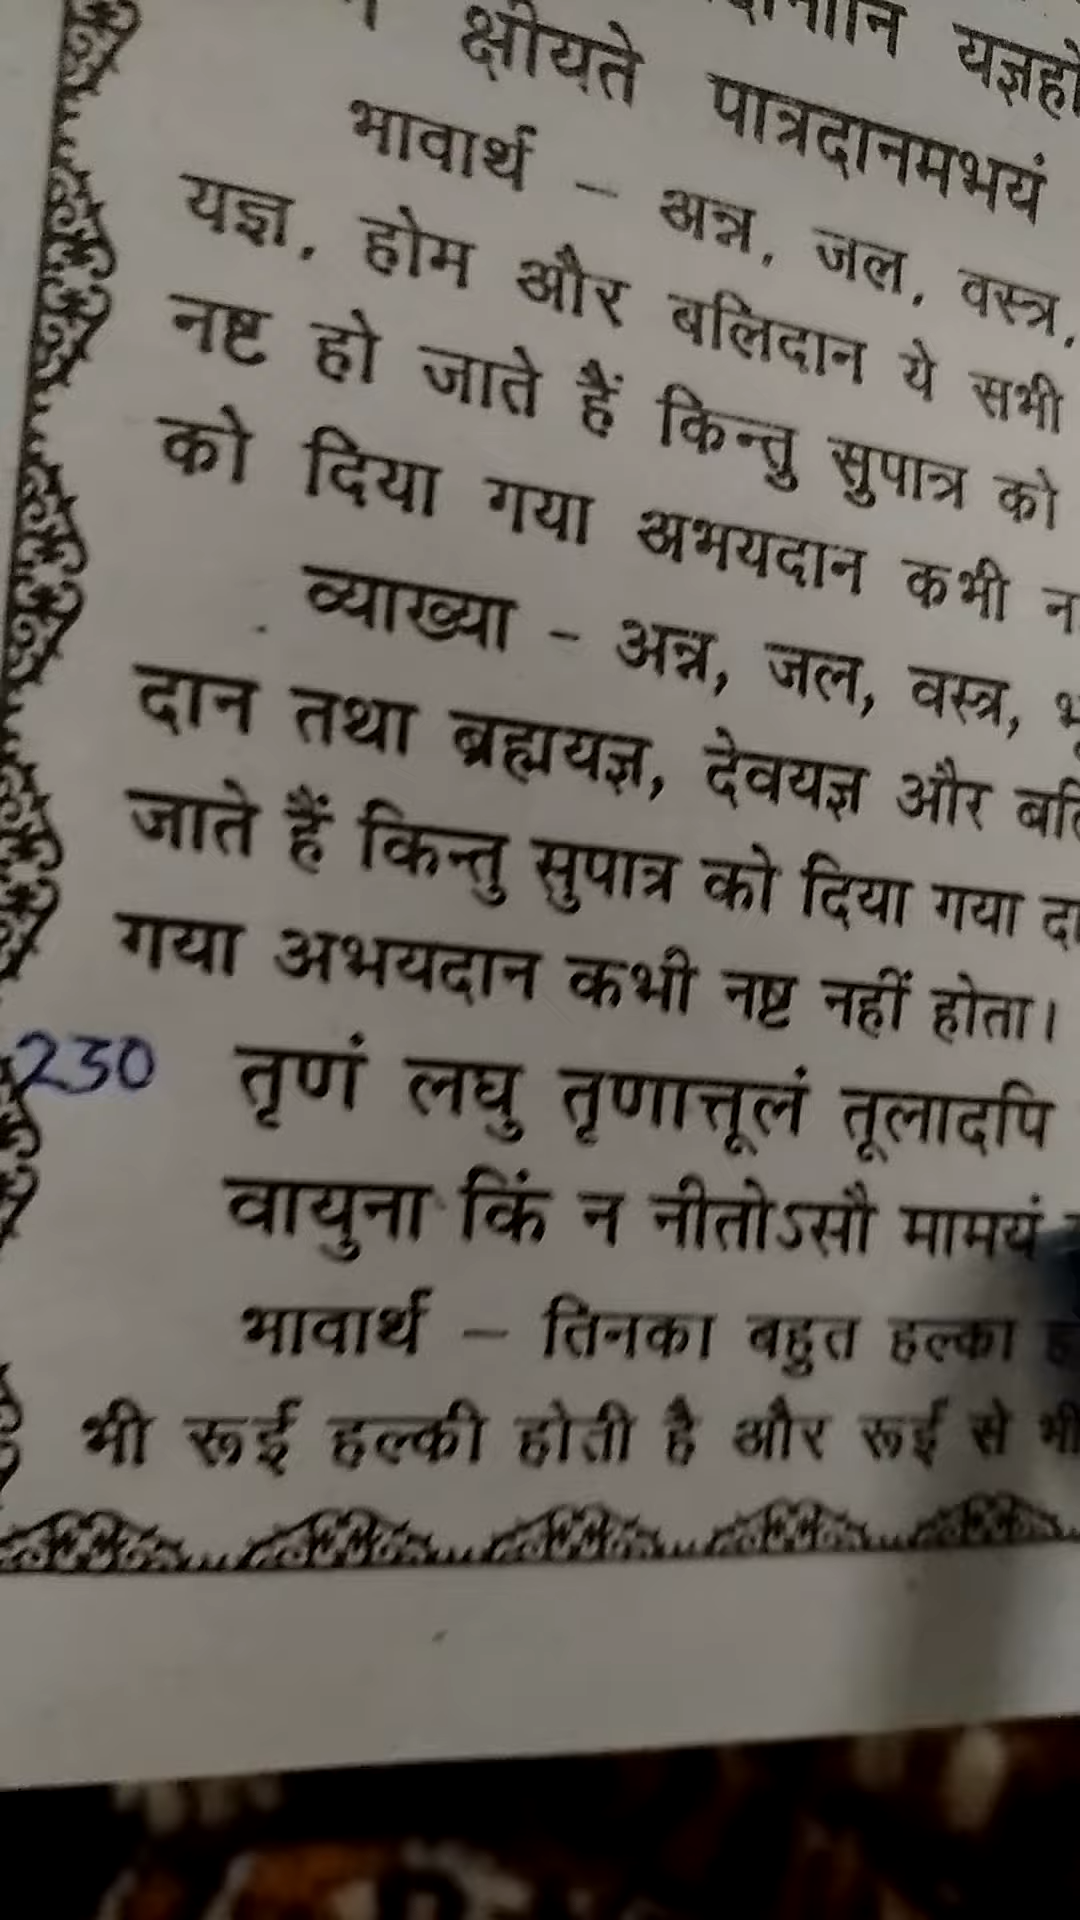 क्षीयते पात्रदानमभयं
भावार्थ – अन्न, जल, वस्त्र,
यज्ञ, होम और बलिदान ये सभी
नष्ट हो जाते हैं किन्तु सुपात्र को
को दिया गया अभयदान कभी
व्याख्या – अन्न, जल, वस्त्र,
दान तथा ब्रह्मयज्ञ, देवयज्ञ और
जाते हैं किन्तु सुपात्र को दिया गया
गया अभयदान कभी नष्ट नहीं होता।
230 तृणं लघु तृणात्तूलं तूलादपि
वायुना किं न नीतोऽसौ मामयं
भावार्थ – तिनका बहुत हल्का
भी रूई हल्की होती है और रूई से भी